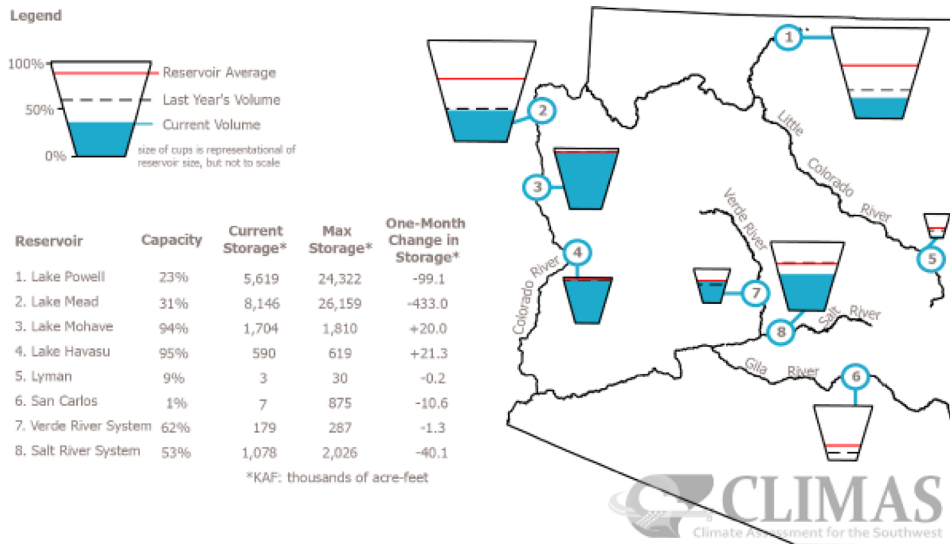 Legend
100%
50%
0%
Reservoir Average
Last Year's Volume
Current Volume
size of cups is representational of
reservoir size, but not to scale
Reservoir Capacity Current Storage* Max Storage* One-Month Change in Storage*
1. Lake Powell 23% 5,619 24,322 -99.1
2. Lake Mead 31% 8,146 26,159 -433.0
3. Lake Mohave 94% 1,704 1,810 +20.0
4. Lake Havasu 95% 590 619 +21.3
5. Lyman 9% 3 30 -0.2
6. San Carlos 1% 7 875 -10.6
7. Verde River System 62% 179 287 -1.3
8. Salt River System 53% 1,078 2,026 -40.1
*KAF: thousands of acre-feet
1
2
3
4
5
6
7
8
Little Colorado River
Verde River
Colorado River
Salt River
Gila River
CLIMAS
Climate Assessment for the Southwest